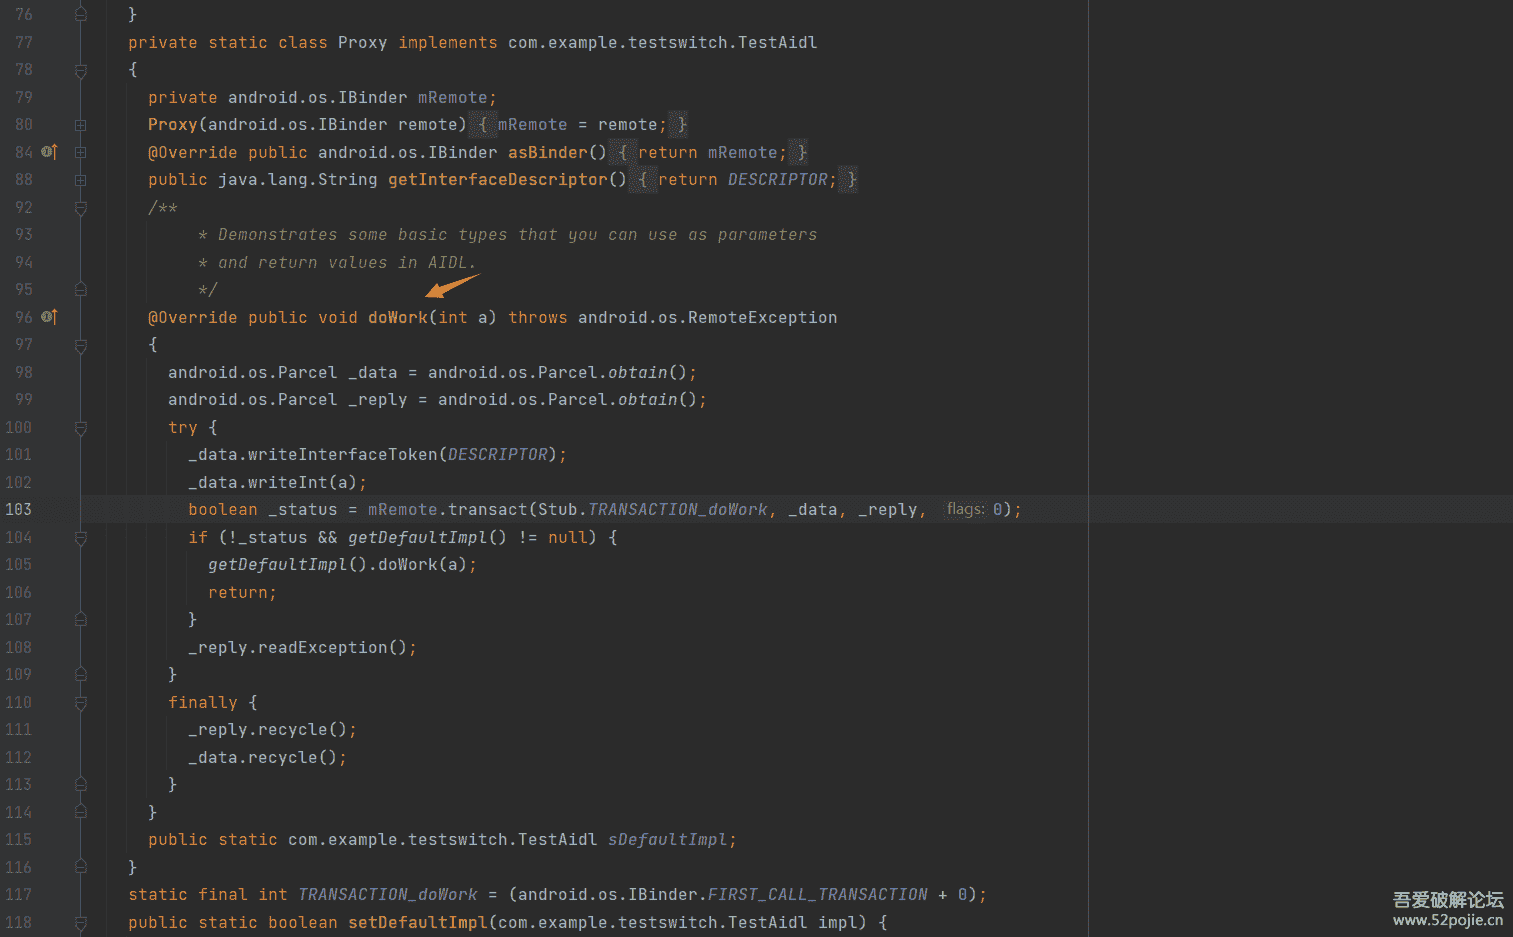 76 }
77 private static class Proxy implements com.example.testswitch.TestAidl
78 {
79 private android.os.IBinder mRemote;
80 Proxy(android.os.IBinder remote) { mRemote = remote; }
84 @Override public android.os.IBinder asBinder() { return mRemote; }
88 public java.lang.String getInterfaceDescriptor() { return DESCRIPTOR; }
92 /**
93 * Demonstrates some basic types that you can use as parameters
94 * and return values in AIDL.
95 */
96 @Override public void doWork(int a) throws android.os.RemoteException
97 {
98 android.os.Parcel _data = android.os.Parcel.obtain();
99 android.os.Parcel _reply = android.os.Parcel.obtain();
100 try {
101 _data.writeInterfaceToken(DESCRIPTOR);
102 _data.writeInt(a);
103 boolean _status = mRemote.transact(Stub.TRANSACTION_doWork, _data, _reply, flags: 0);
104 if (!_status && getDefaultImpl() != null) {
105 getDefaultImpl().doWork(a);
106 return;
107 }
108 _reply.readException();
109 }
110 finally {
111 _reply.recycle();
112 _data.recycle();
113 }
114 }
115 public static com.example.testswitch.TestAidl sDefaultImpl;
116 }
117 static final int TRANSACTION_doWork = (android.os.IBinder.FIRST_CALL_TRANSACTION + 0);
118 public static boolean setDefaultImpl(com.example.testswitch.TestAidl impl) {
吾爱破解论坛
www.52pojie.cn